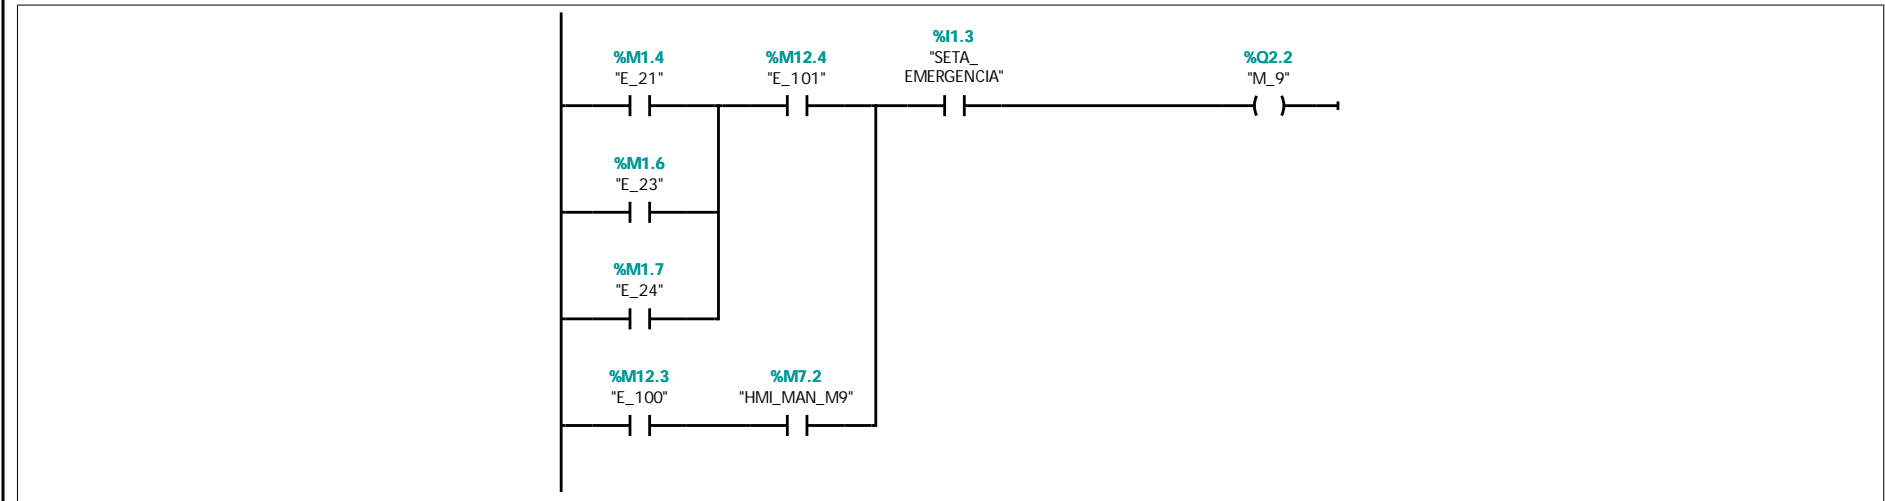 %M1.4
"E_21"
%M12.4
"E_101"
%I1.3
"SETA_
EMERGENCIA"
%Q2.2
"M_9"
%M1.6
"E_23"
%M1.7
"E_24"
%M12.3
"E_100"
%M7.2
"HMI_MAN_M9"